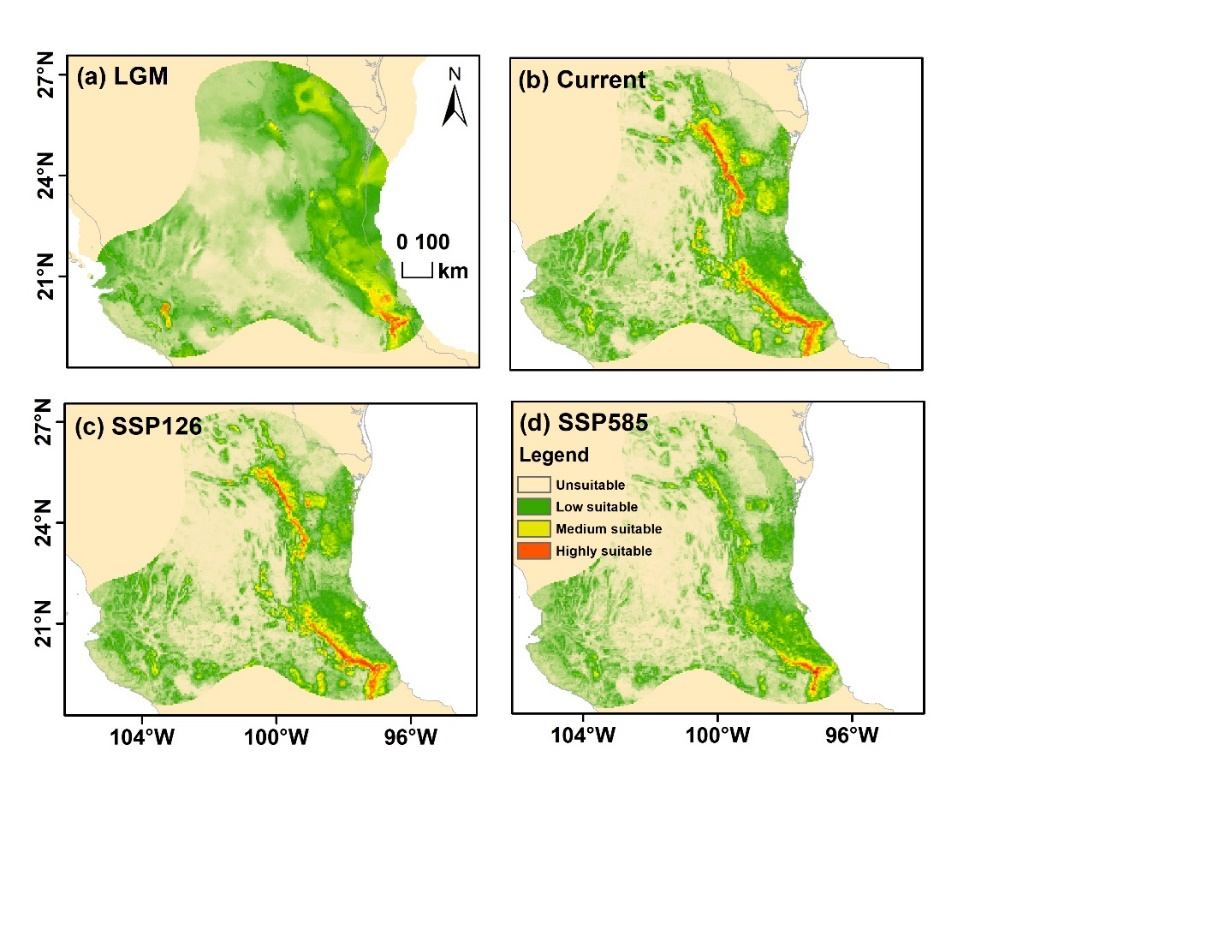 (a) LGM
N
27°N
24°N
21°N
0 100
km
(b) Current
(c) SSP126
27°N
24°N
21°N
104°W 100°W 96°W
(d) SSP585
Legend
Unsuitable
Low suitable
Medium suitable
Highly suitable
104°W 100°W 96°W